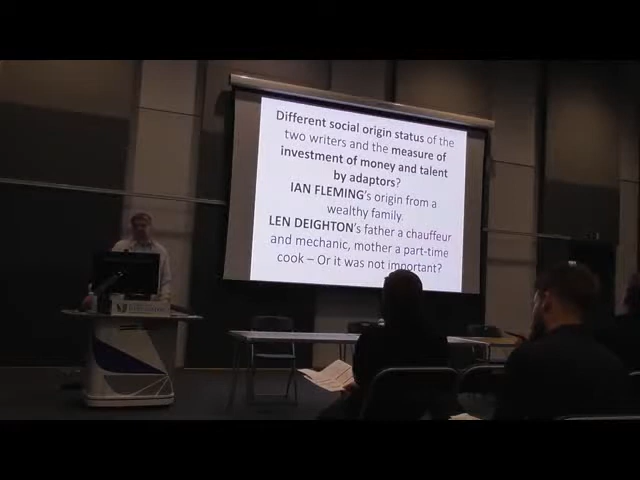 Different social origin status of the
two writers and the measure of
investment of money and talent
by adaptors?
IAN FLEMING's origin from a
wealthy family.
LEN DEIGHTON's father a chauffeur
and mechanic, mother a part-time
cook – Or it was not important?